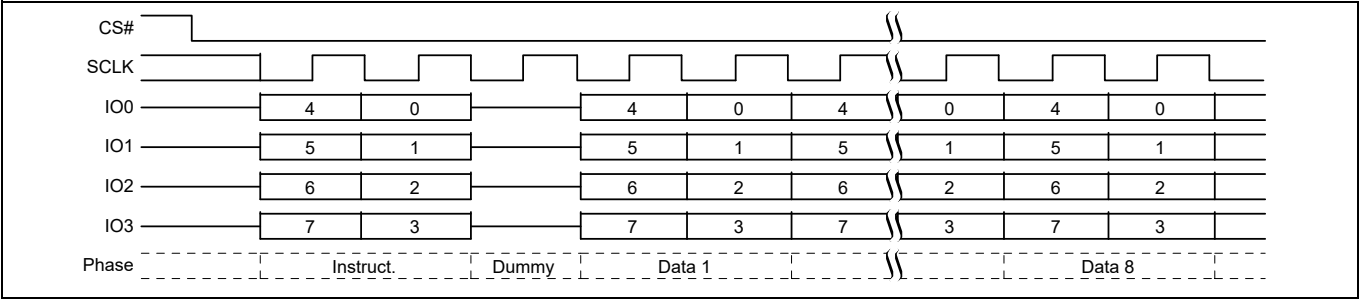 CS#
SCLK
IO0 4 0 4 0 4 0 4 0
IO1 5 1 5 1 5 1 5 1
IO2 6 2 6 2 6 2 6 2
IO3 7 3 7 3 7 3 7 3
Phase Instruct. Dummy Data 1 Data 8